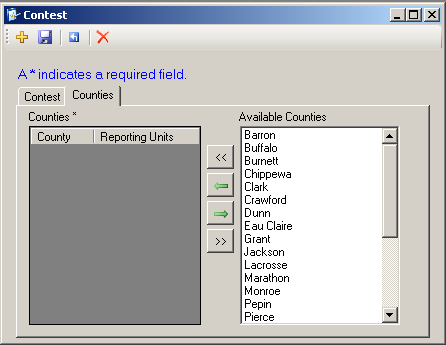 Contest
A * indicates a required field.
Contest Counties
Counties * Available Counties
County Reporting Units
<<
>>
Barron
Buffalo
Burnett
Chippewa
Clark
Crawford
Dunn
Eau Claire
Grant
Jackson
Lacrosse
Marathon
Monroe
Pepin
Pierce